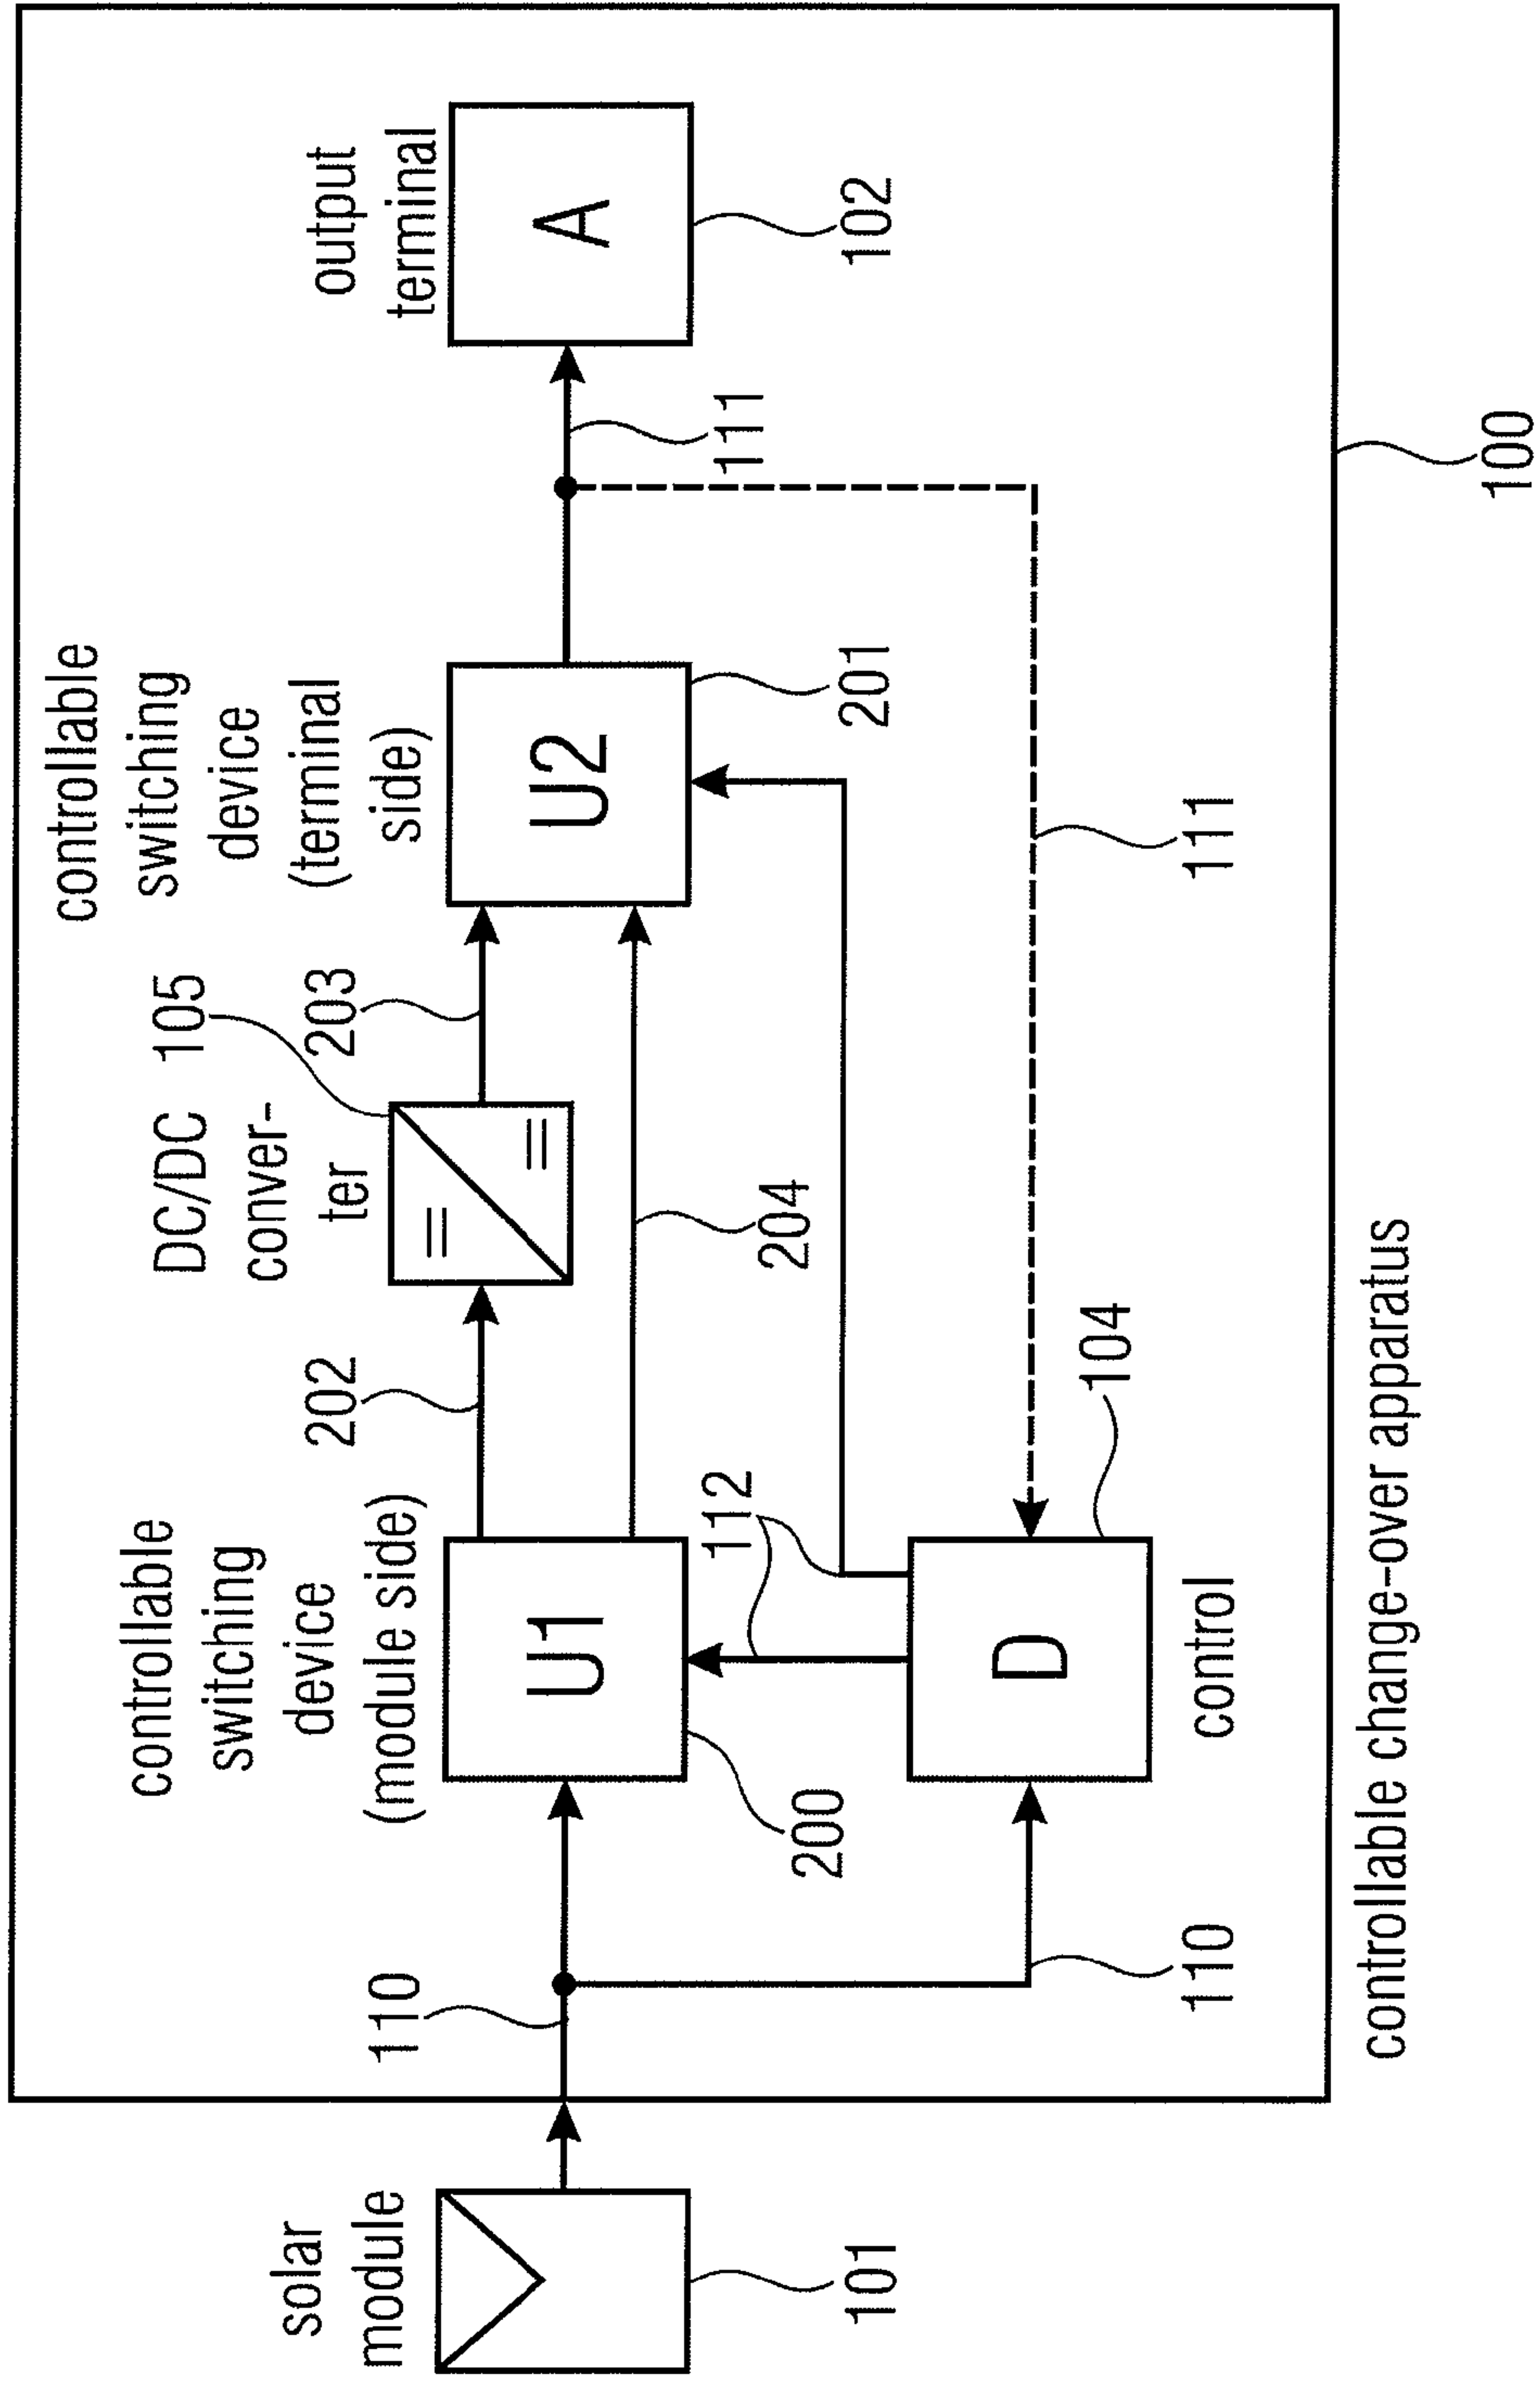 controllable
switching
device
(terminal
side)
controllable
switching
device
(module side)
DC/DC
conver-
ter
105
output
terminal
solar
module
110
202
203
U1
U2
A
111
200
112
204
201
102
101
D
104
control
110
111
controllable change-over apparatus
100